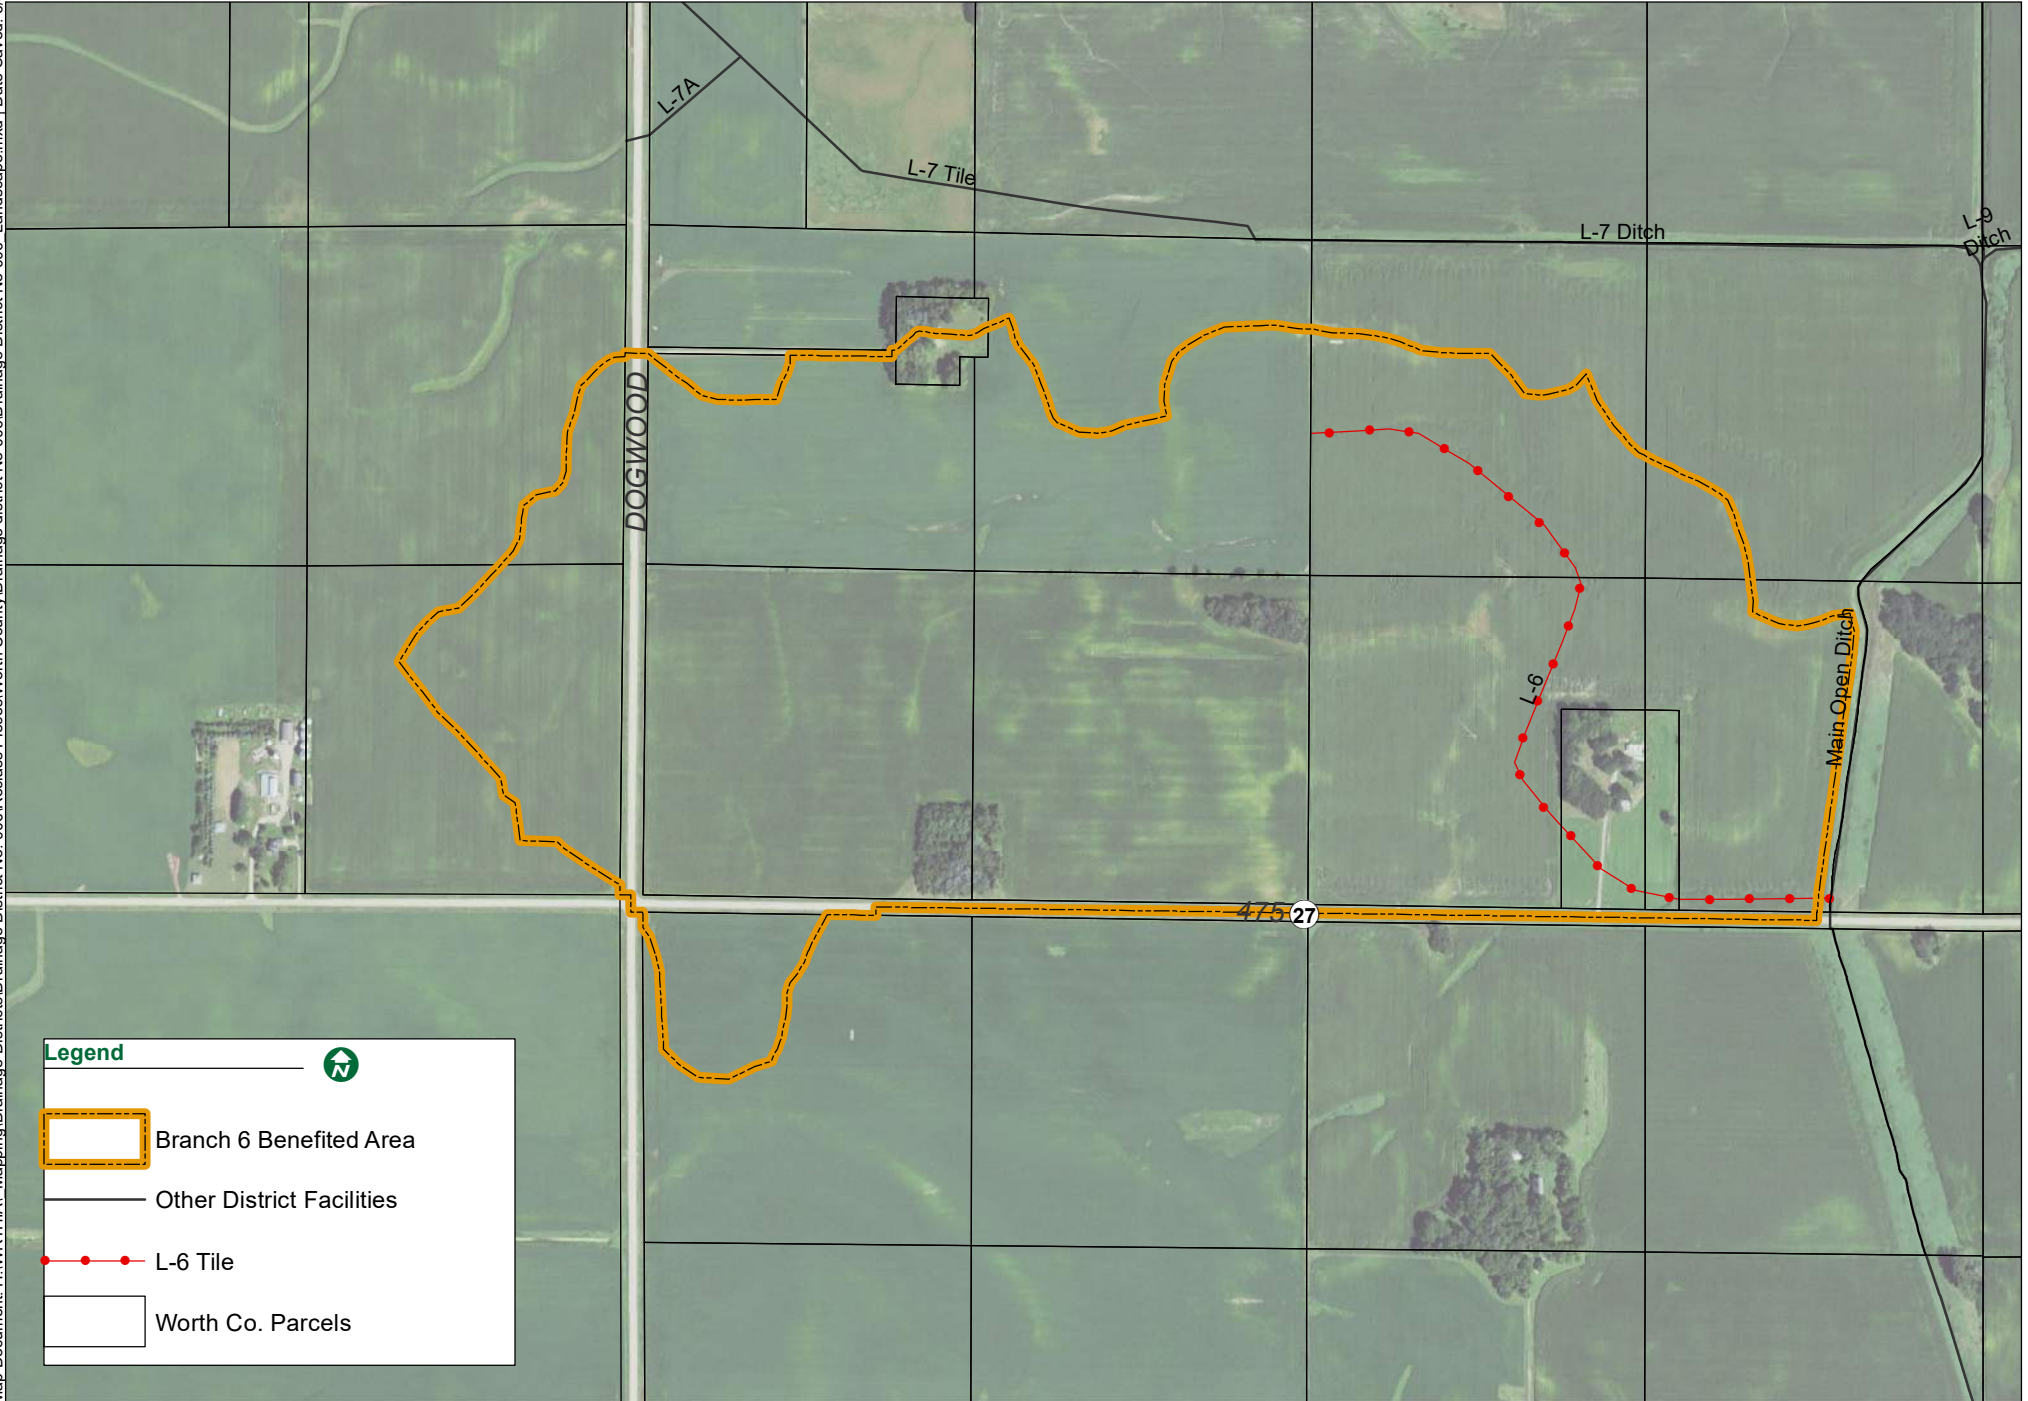 L-7A
L-7 Tile
L-7 Ditch
L-9
Ditch
DOGWOOD
L-6
Main Open Ditch
475
27
Legend
N
Branch 6 Benefited Area
Other District Facilities
L-6 Tile
Worth Co. Parcels